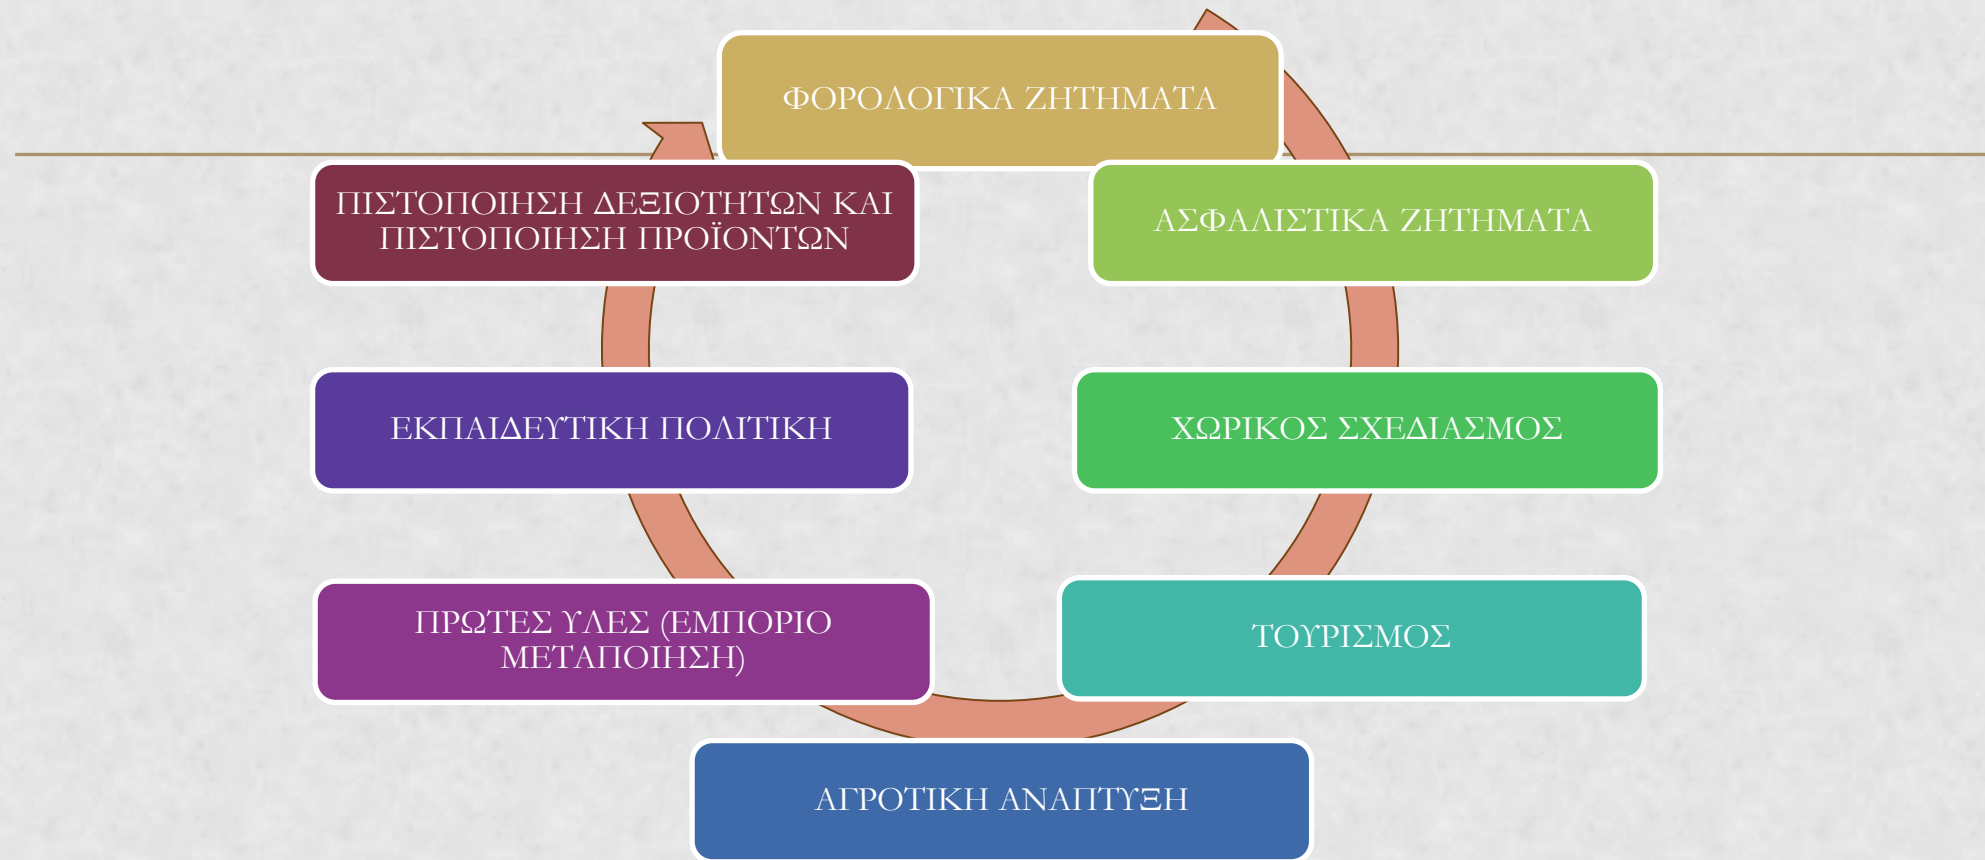 ΦΟΡΟΛΟΓΙΚΑ ΖΗΤΗΜΑΤΑ
ΑΣΦΑΛΙΣΤΙΚΑ ΖΗΤΗΜΑΤΑ
ΧΩΡΙΚΟΣ ΣΧΕΔΙΑΣΜΟΣ
ΤΟΥΡΙΣΜΟΣ
ΑΓΡΟΤΙΚΗ ΑΝΑΠΤΥΞΗ
ΠΡΩΤΕΣ ΥΛΕΣ (ΕΜΠΟΡΙΟ
ΜΕΤΑΠΟΙΗΣΗ)
ΕΚΠΑΙΔΕΥΤΙΚΗ ΠΟΛΙΤΙΚΗ
ΠΙΣΤΟΠΟΙΗΣΗ ΔΕΞΙΟΤΗΤΩΝ ΚΑΙ
ΠΙΣΤΟΠΟΙΗΣΗ ΠΡΟΪΟΝΤΩΝ